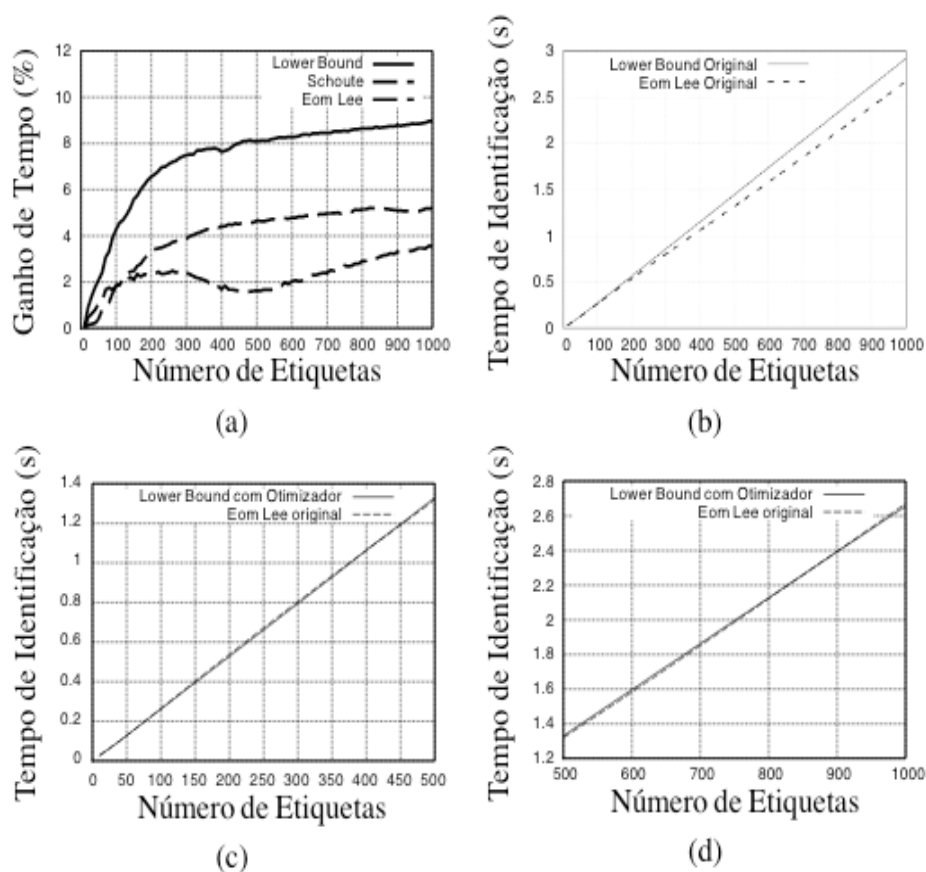 Ganho de Tempo (%)
12
10
8
6
4
2
0
Lower Bound
Schoute
Eom Lee
0 100 200 300 400 500 600 700 800 900 1000
Número de Etiquetas
(a)
Tempo de Identificação (s)
3
2.5
2
1.5
1
0.5
0
Lower Bound Original
Eom Lee Original
0 100 200 300 400 500 600 700 800 900 1000
Número de Etiquetas
(b)
Tempo de Identificação (s)
1.4
1.2
1
0.8
0.6
0.4
0.2
0
Lower Bound com Otimizador
Eom Lee original
0 50 100 150 200 250 300 350 400 450 500
Número de Etiquetas
(c)
Tempo de Identificação (s)
2.8
2.6
2.4
2.2
2
1.8
1.6
1.4
1.2
Lower Bound com Otimizador
Eom Lee original
500 600 700 800 900 1000
Número de Etiquetas
(d)